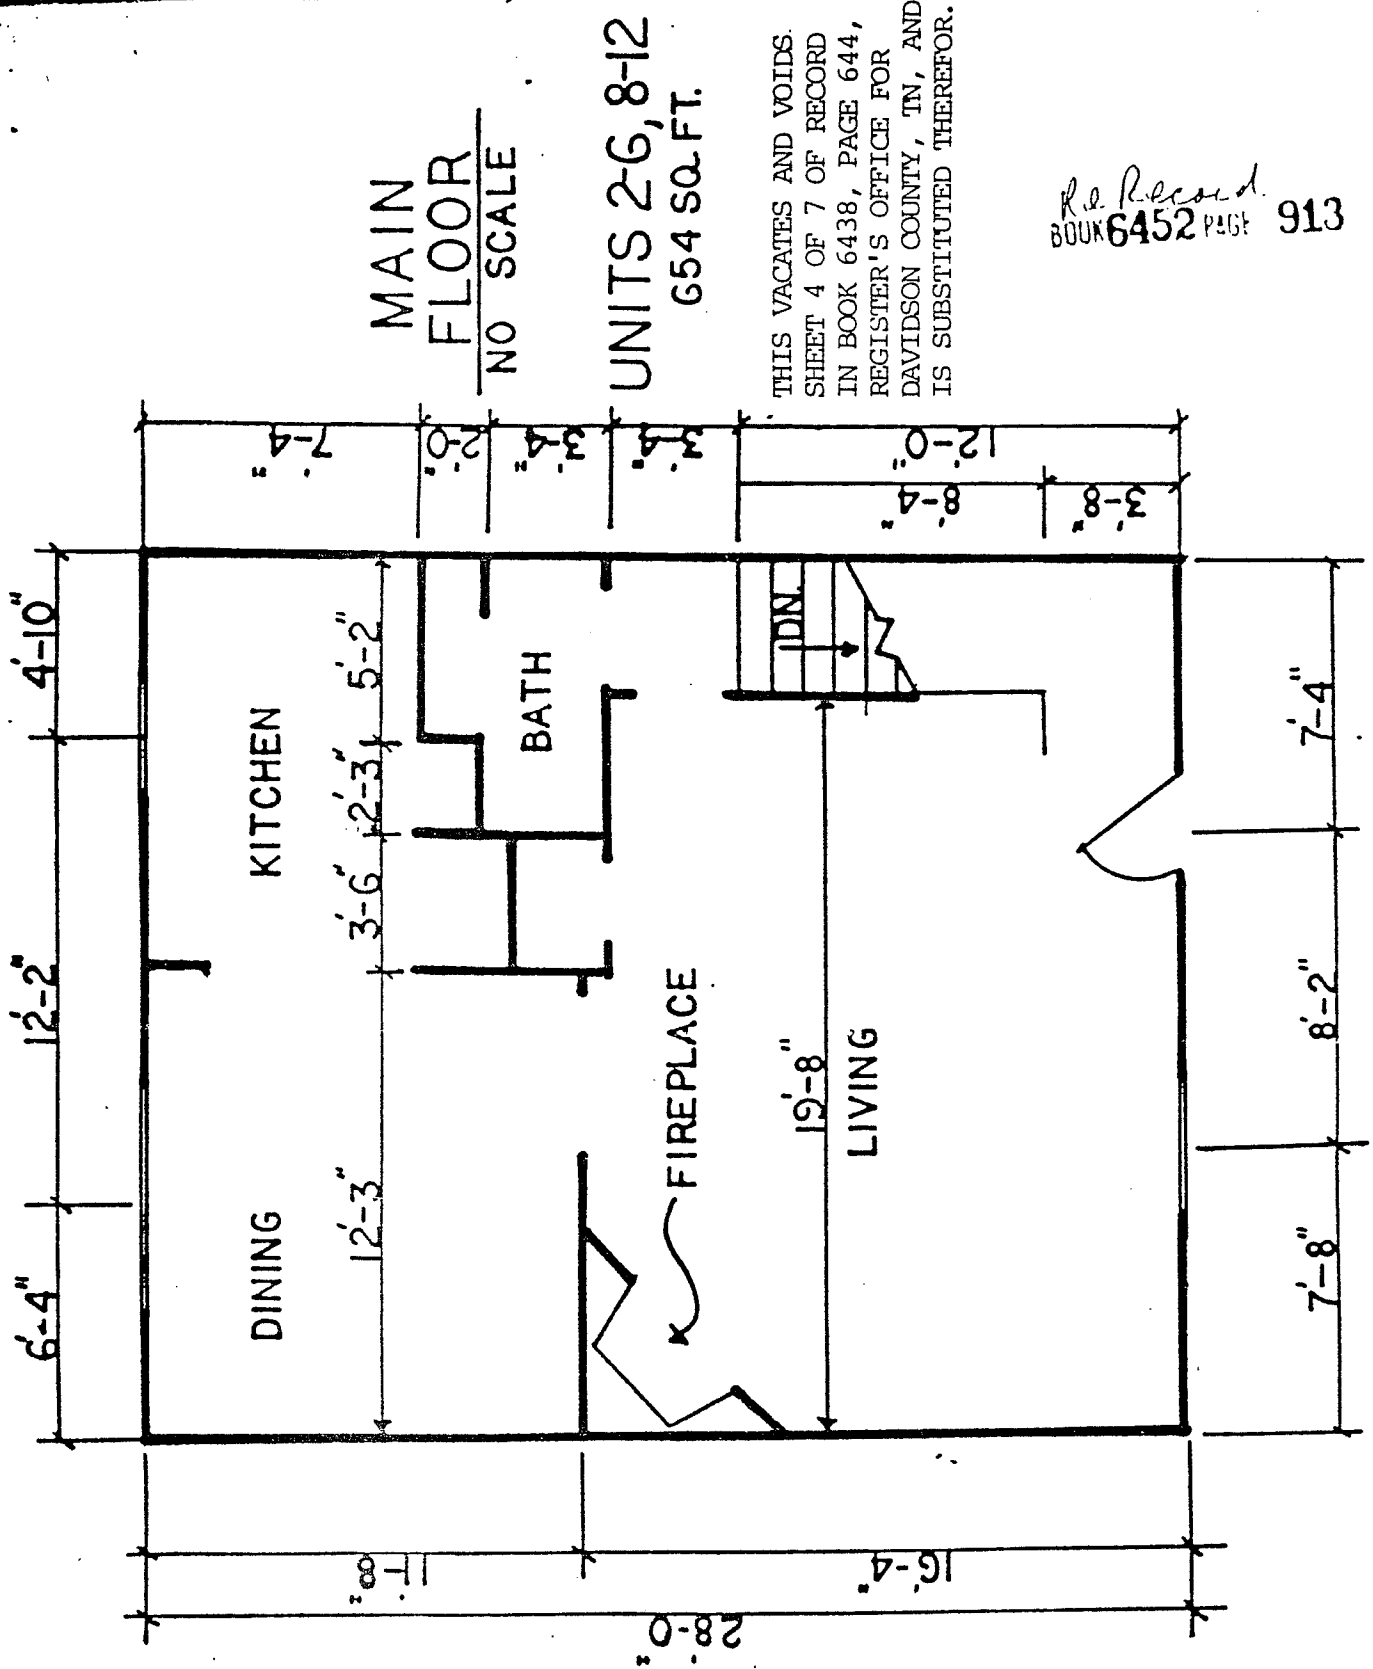 MAIN
FLOOR
NO SCALE
UNITS 2-6, 8-12
654 SQ. FT.
THIS VACATES AND VOIDS.
SHEET 4 OF 7 OF RECORD
IN BOOK 6438, PAGE 644,
REGISTER'S OFFICE FOR
DAVIDSON COUNTY, TN, AND
IS SUBSTITUTED THEREFOR.
Re Record.
BOOK 6452 PAGE 913
6'-4"
12'-2"
4'-10"
DINING
KITCHEN
12'-3"
3'-6"
2'-3"
5'-2"
BATH
DN.
FIREPLACE
19'-8"
LIVING
7'-8"
8'-2"
7'-4"
7'-4"
2'-0"
3'-4"
3'-4"
12'-0"
8'-4"
3'-8"
11'-8"
16'-4"
28'-0"